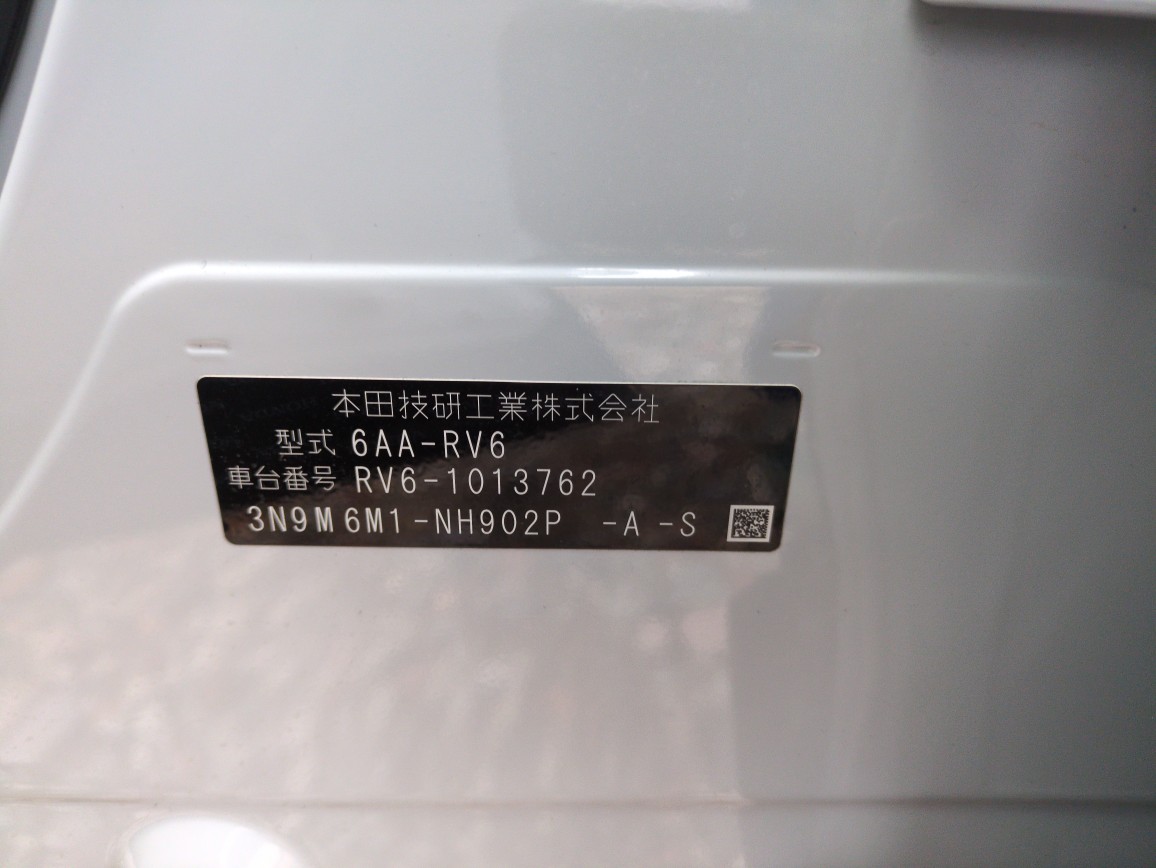 本田技研工業株式会社
型式 6AA-RV6
車台番号 RV6-1013762
3N9M6M1-NH902P -A -S